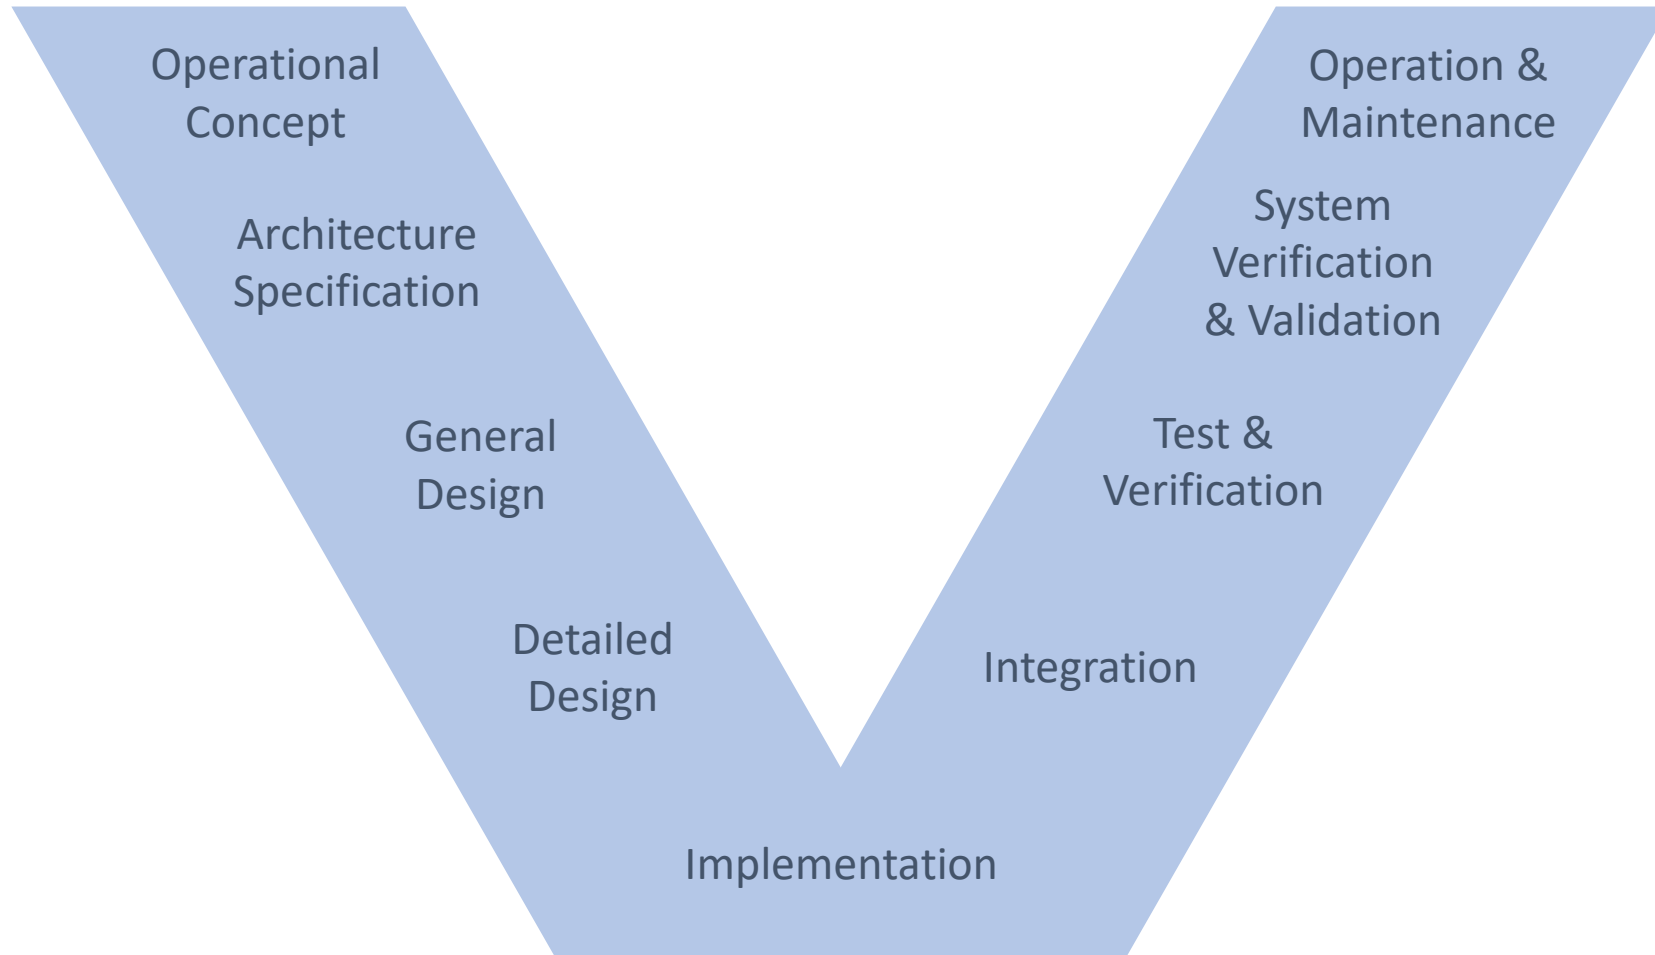 Operational
Concept
Architecture
Specification
General
Design
Detailed
Design
Implementation
Integration
Test &
Verification
System
Verification
& Validation
Operation &
Maintenance